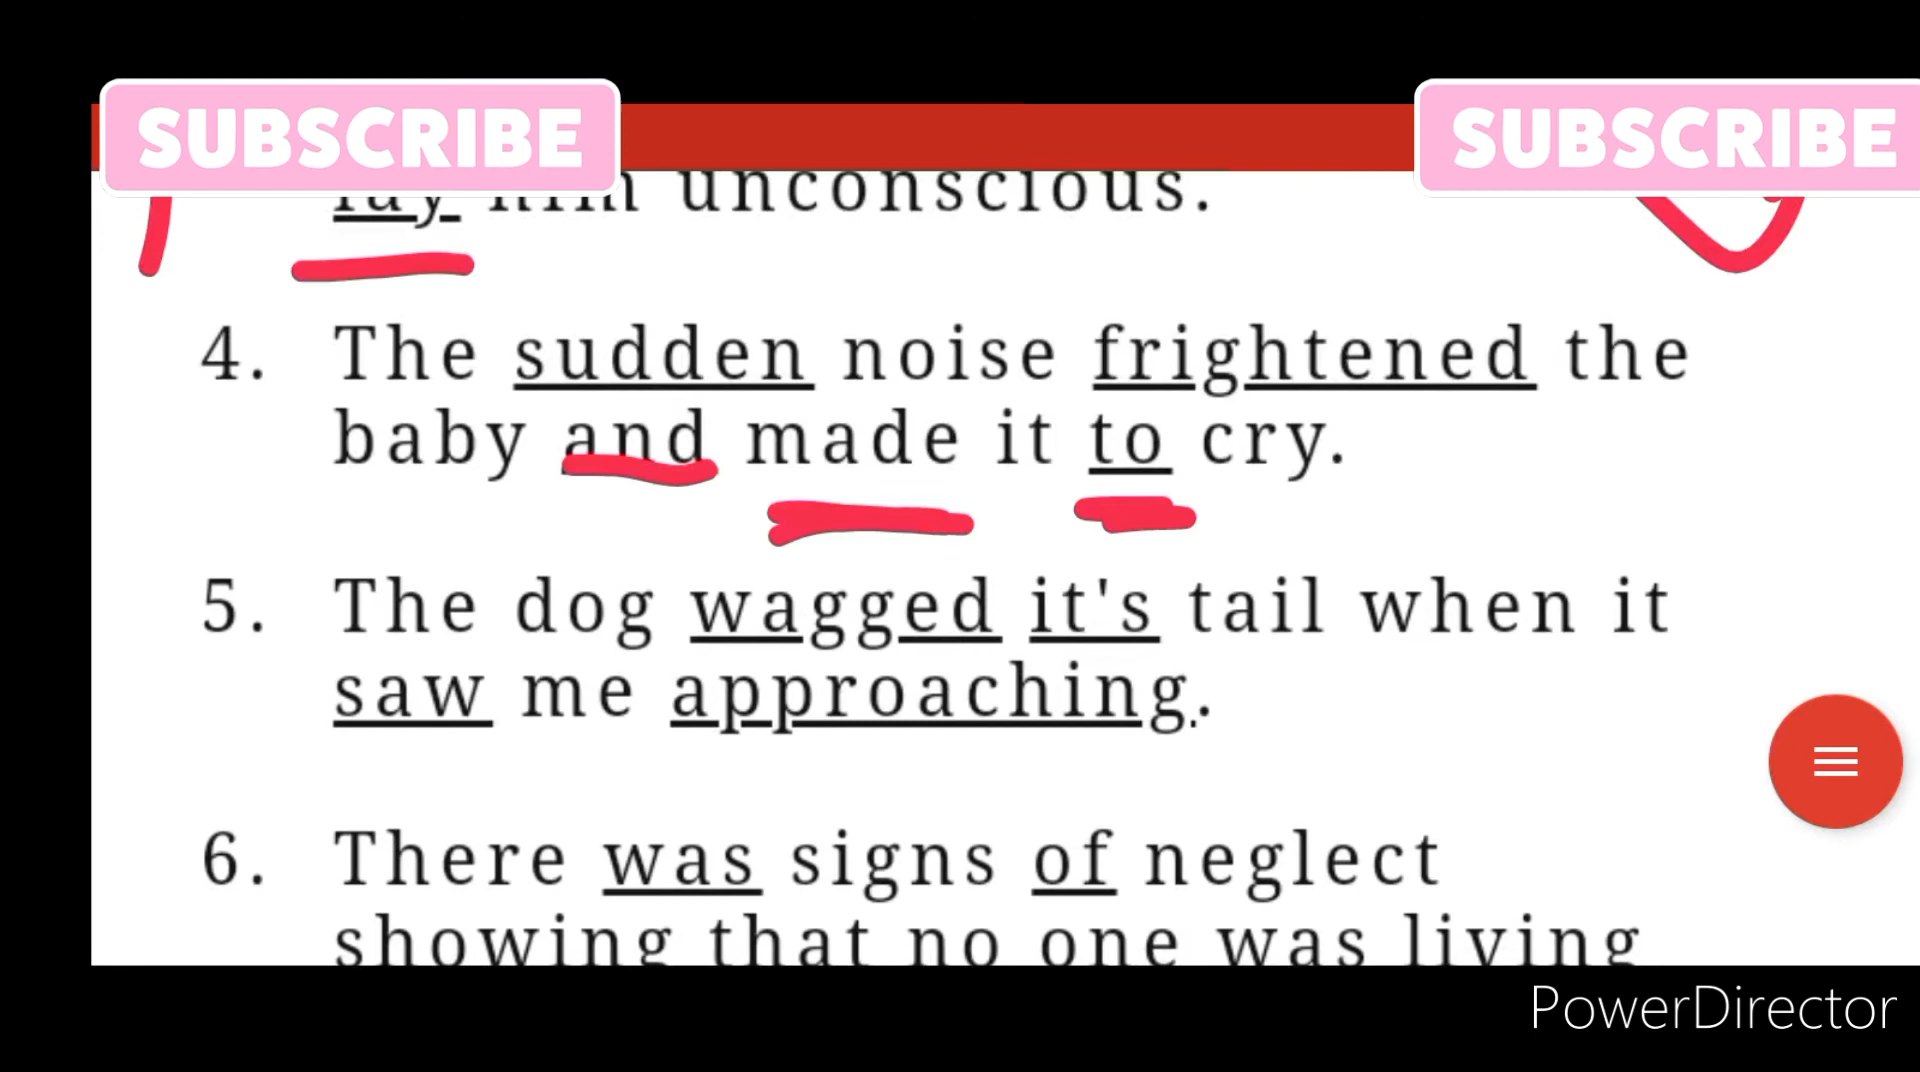 SUBSCRIBE SUBSCRIBE
unconscious.
4. The sudden noise frightened the
baby and made it to cry.
5. The dog wagged it's tail when it
saw me approaching..
6. There was signs of neglect
showing that no one was living
PowerDirector